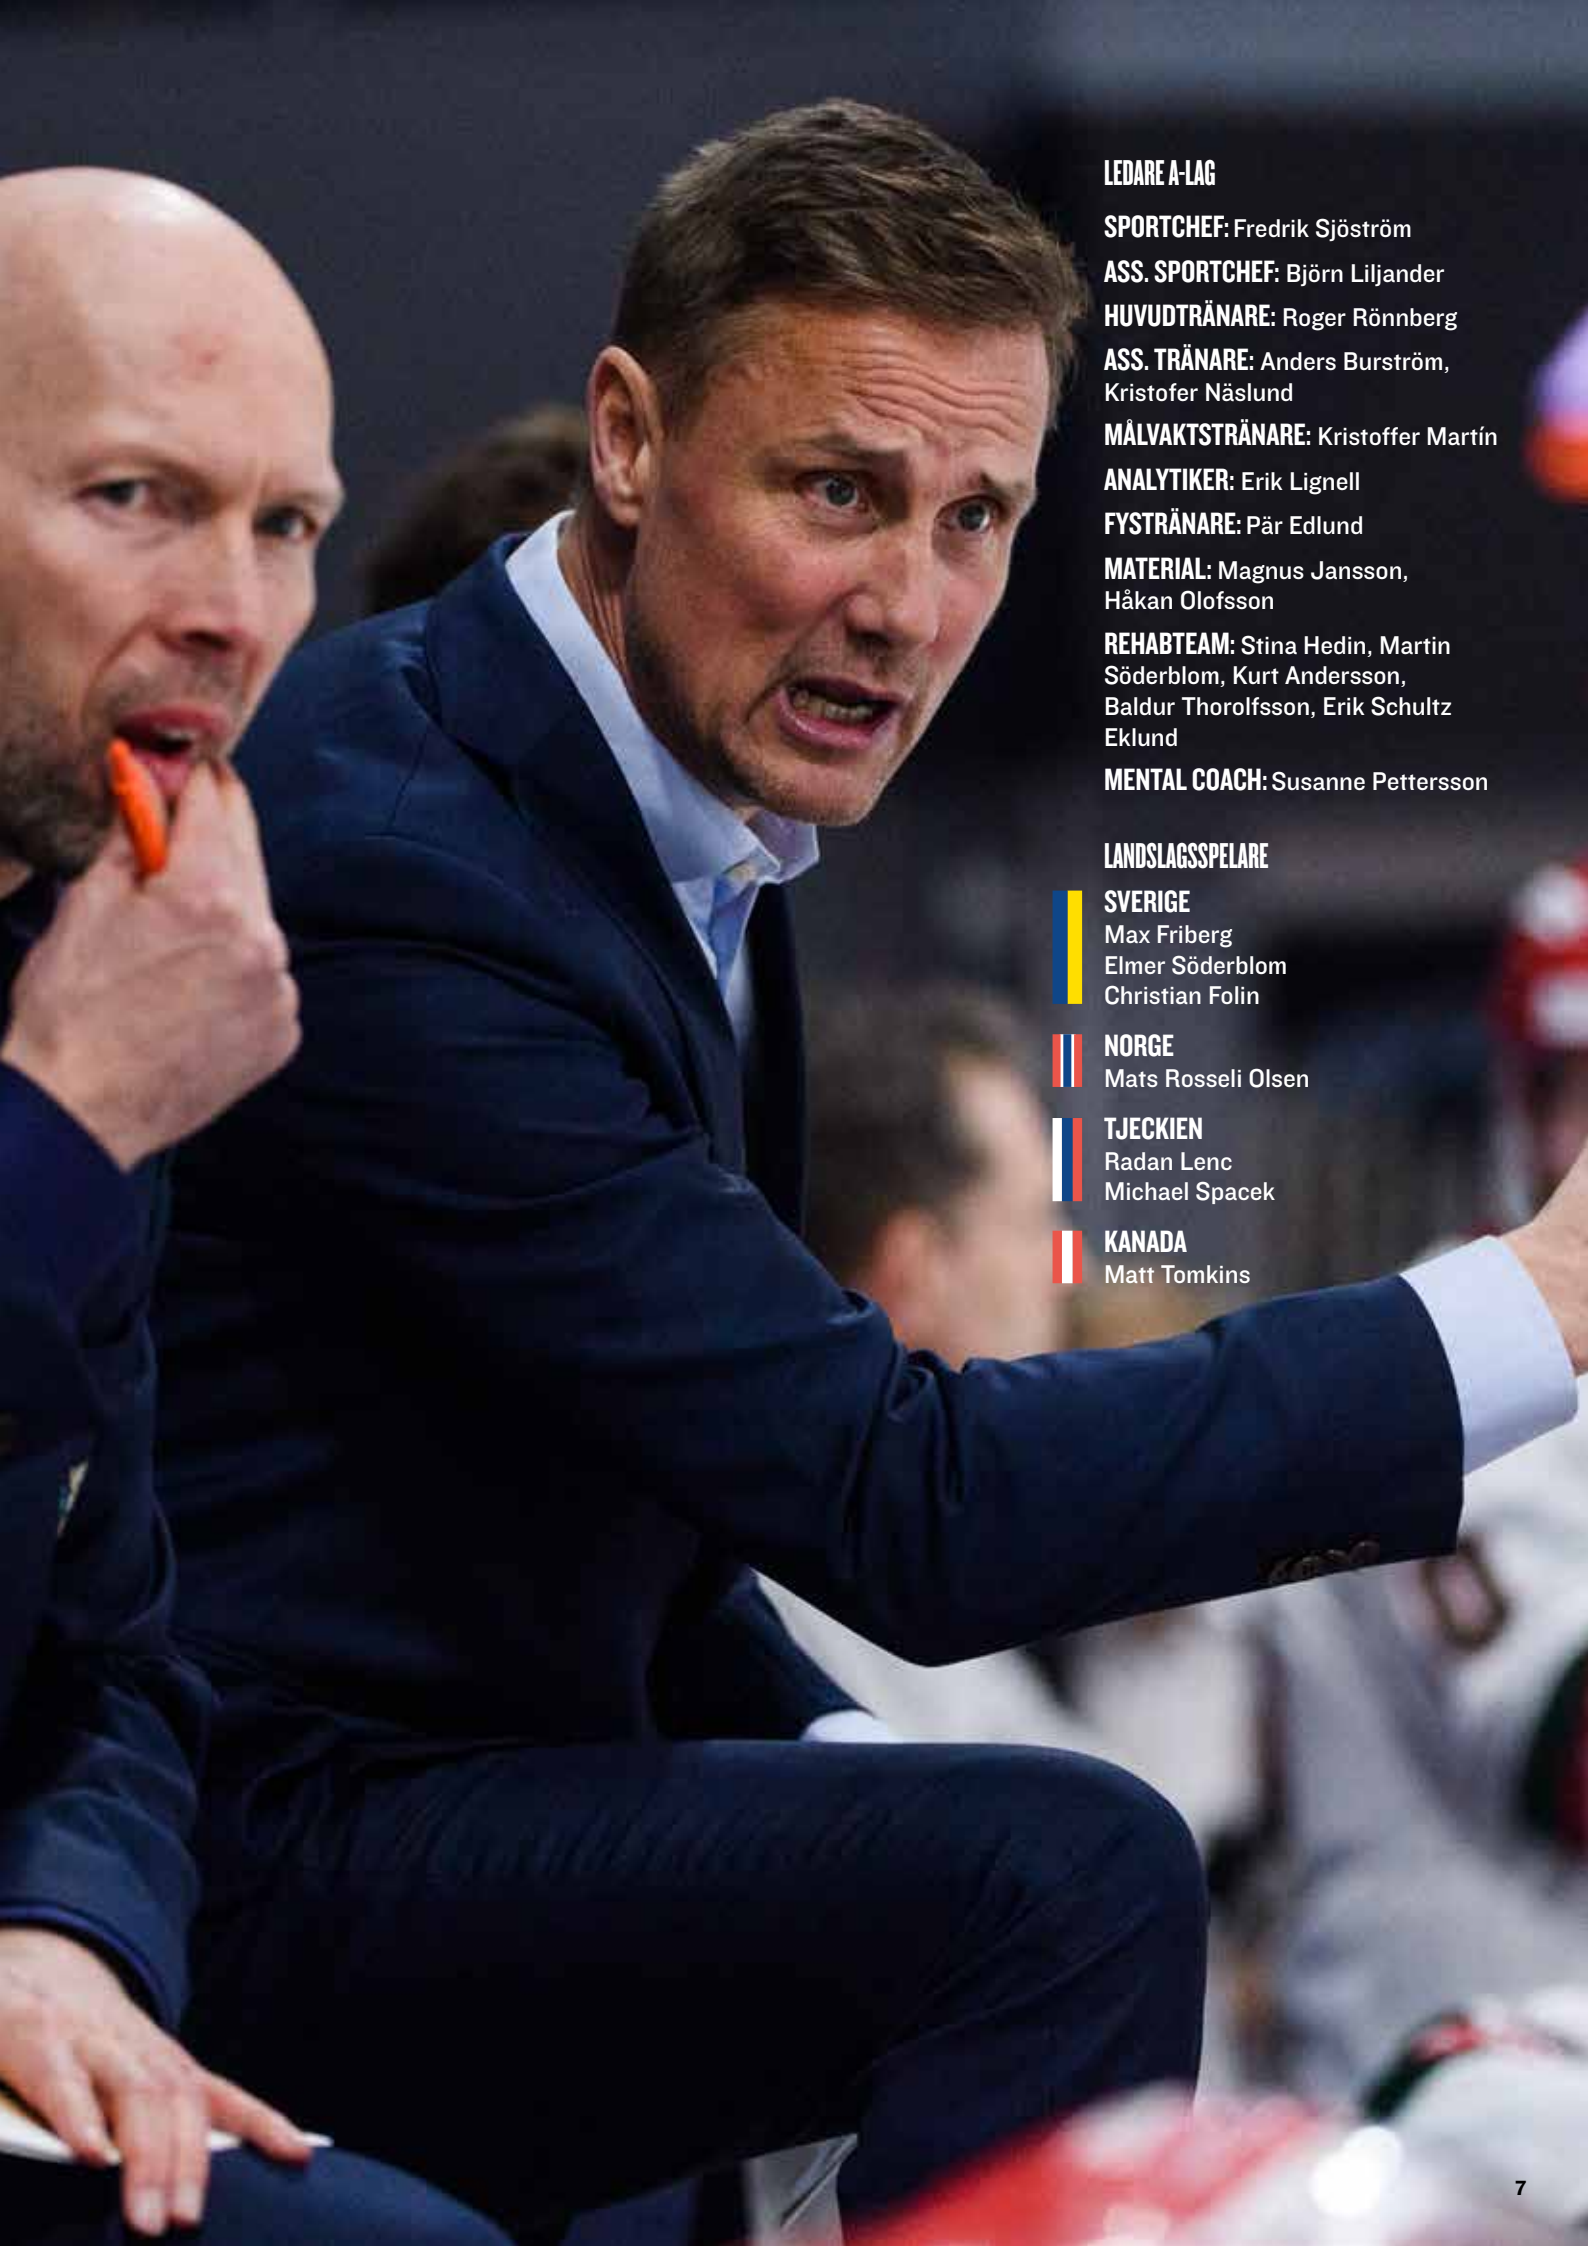 LEDARE A-LAG
SPORTCHEF: Fredrik Sjöström
ASS. SPORTCHEF: Björn Liljander
HUVUDTRÄNARE: Roger Rönnberg
ASS. TRÄNARE: Anders Burström,
Kristofer Näslund
MÅLVAKTSTRÄNARE: Kristoffer Martín
ANALYTIKER: Erik Lignell
FYSTRÄNARE: Pär Edlund
MATERIAL: Magnus Jansson,
Håkan Olofsson
REHABTEAM: Stina Hedin, Martin
Söderblom, Kurt Andersson,
Baldur Thorolfsson, Erik Schultz
Eklund
MENTAL COACH: Susanne Pettersson
LANDSLAGSSPELARE
SVERIGE
Max Friberg
Elmer Söderblom
Christian Folin
NORGE
Mats Rosseli Olsen
TJECKIEN
Radan Lenc
Michael Spacek
KANADA
Matt Tomkins
7